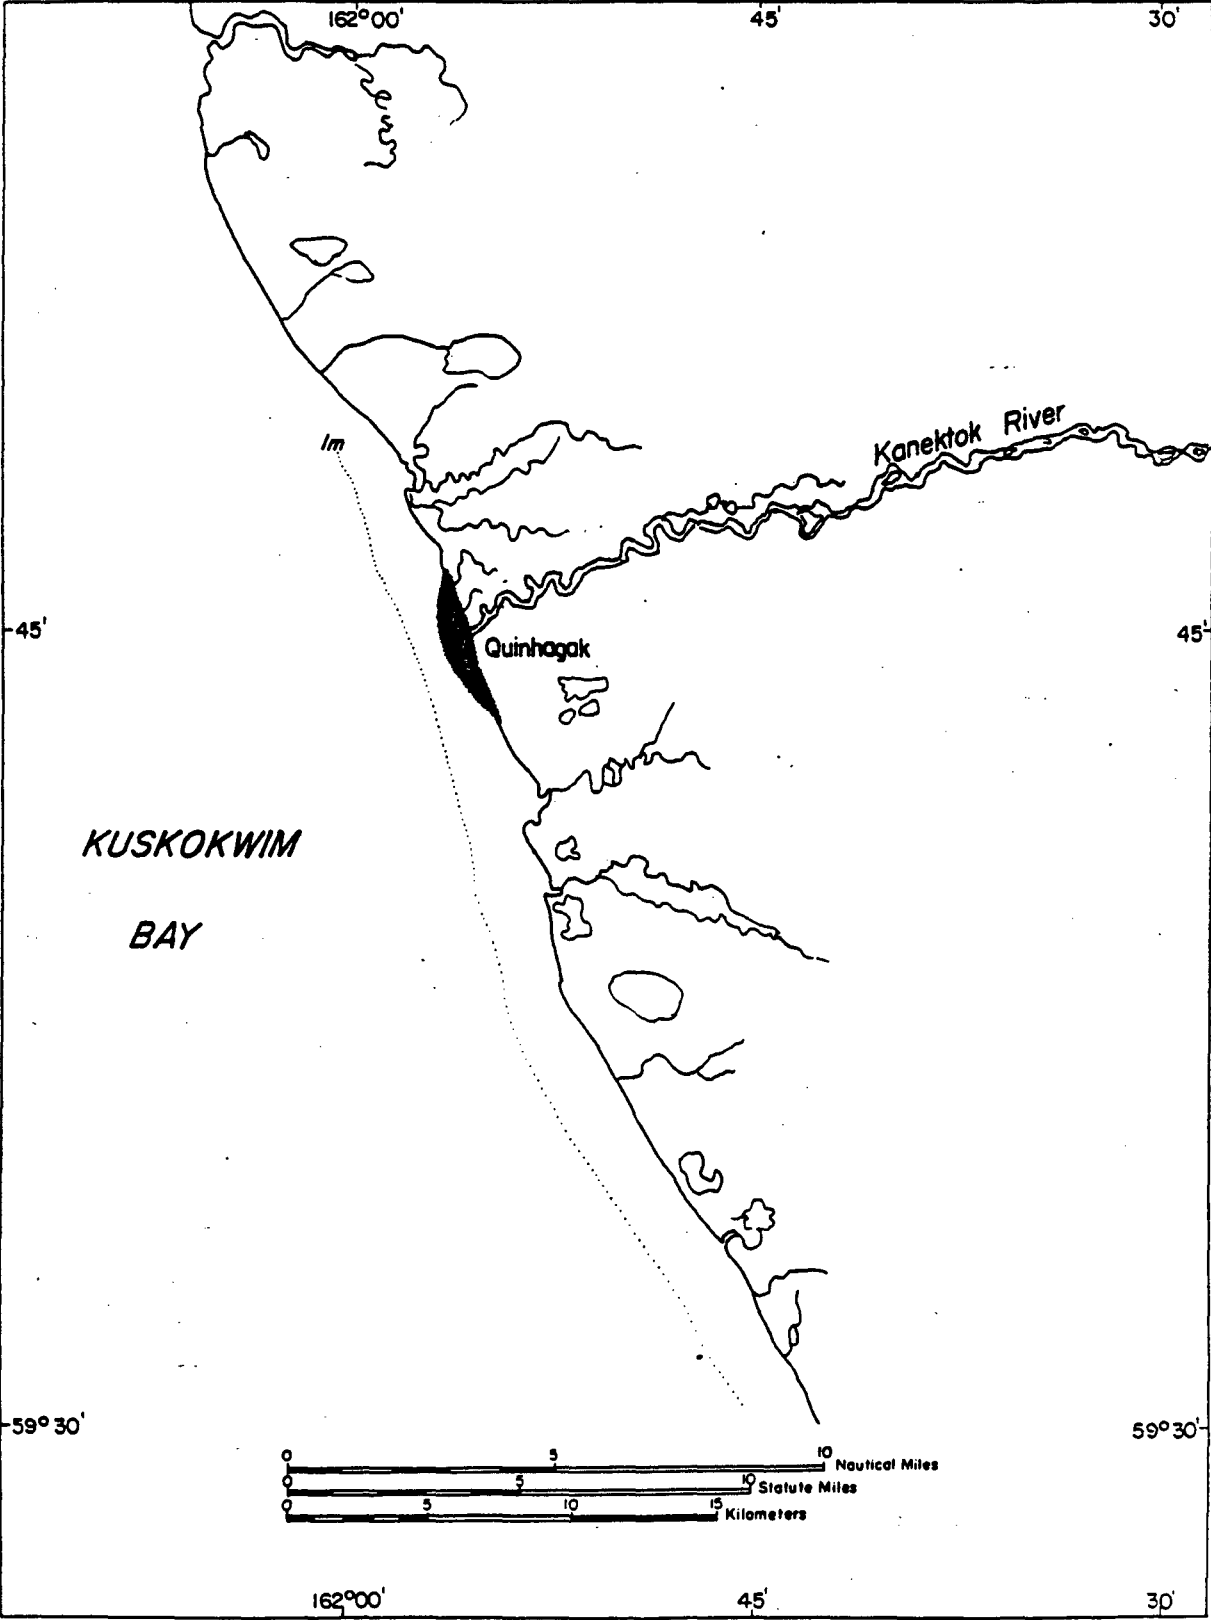 162°00' 45' 30'
Kanektok River
1m
45' 45'
Quinhagak
KUSKOKWIM
BAY
59° 30' 59° 30'
0 5 10 Nautical Miles
0 5 10 Statute Miles
0 5 10 15 Kilometers
162°00' 45' 30'